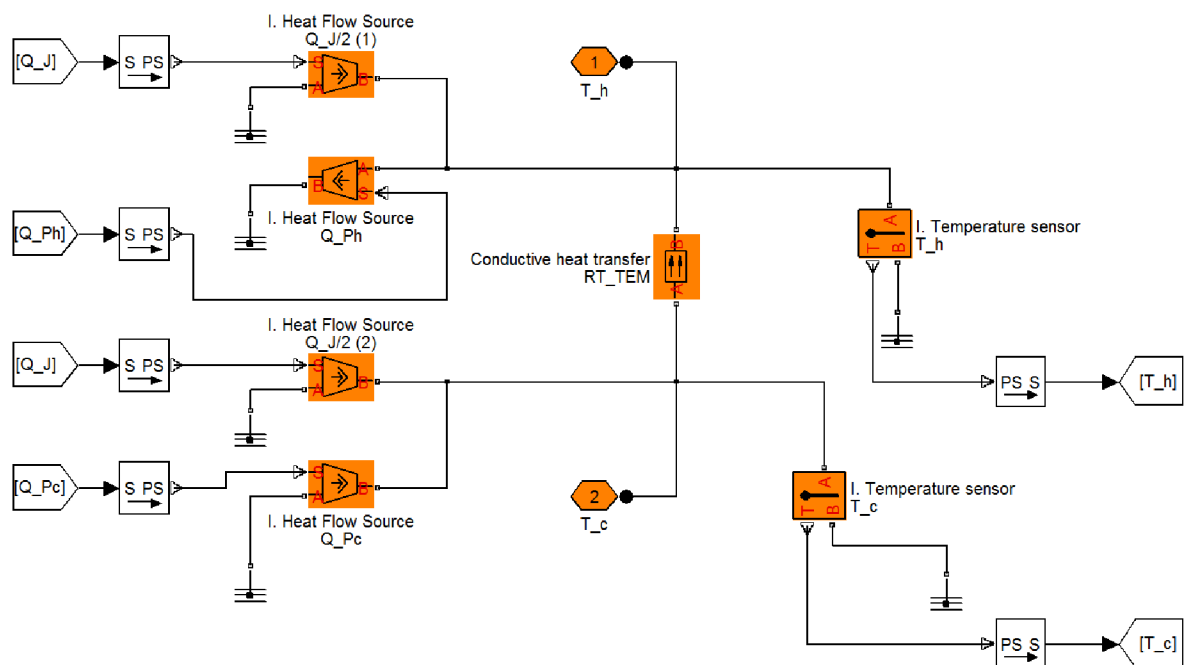 I. Heat Flow Source
Q_J/2 (1)
[Q_J]
S PS
S
A
B
1
T_h
A
B
S
I. Heat Flow Source
Q_Ph
[Q_Ph]
S PS
A
T
B
I. Temperature sensor
T_h
Conductive heat transfer
RT_TEM
B
A
I. Heat Flow Source
Q_J/2 (2)
[Q_J]
S PS
S
A
B
PS S
[T_h]
[Q_Pc]
S PS
S
A
B
I. Heat Flow Source
Q_Pc
2
T_c
A
T
B
I. Temperature sensor
T_c
PS S
[T_c]